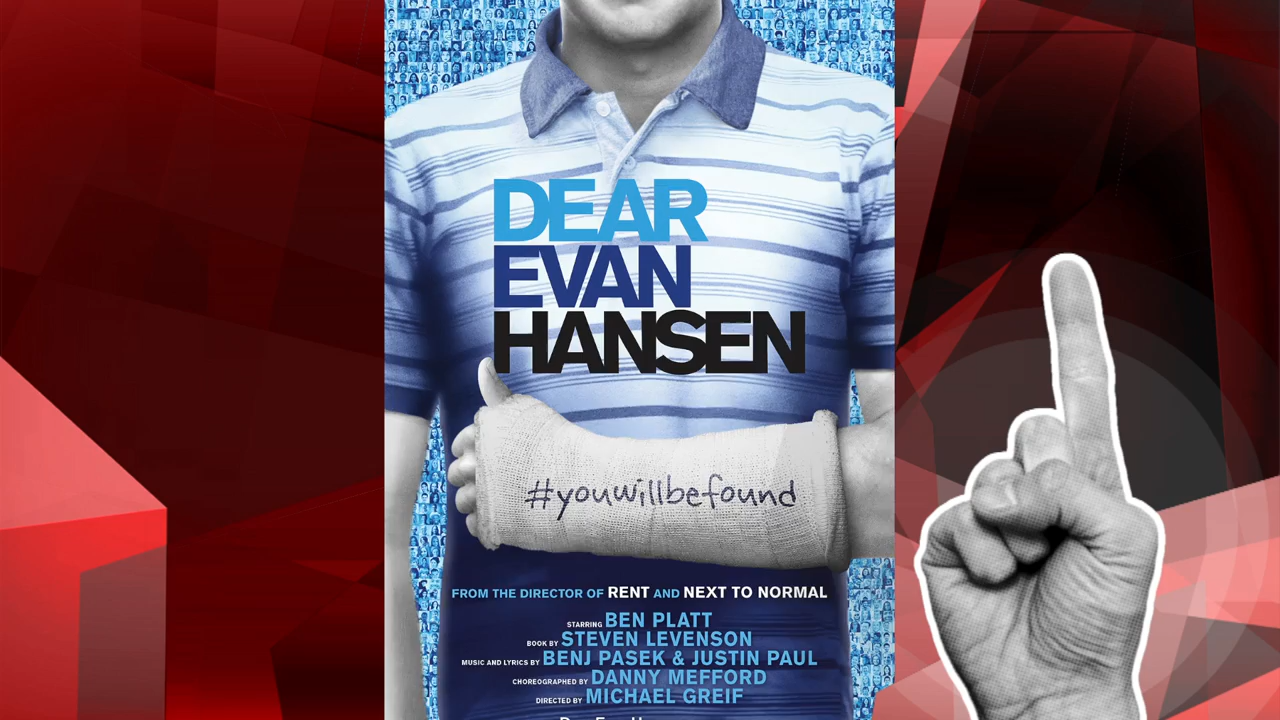 DEAR
EVAN
HANSEN
#youwillbefound
FROM THE DIRECTOR OF RENT AND NEXT TO NORMAL
STARRING BEN PLATT
BOOK BY STEVEN LEVENSON
MUSIC AND LYRICS BY BENJ PASEK & JUSTIN PAUL
CHOREOGRAPHED BY DANNY MEFFORD
DIRECTED BY MICHAEL GREIF